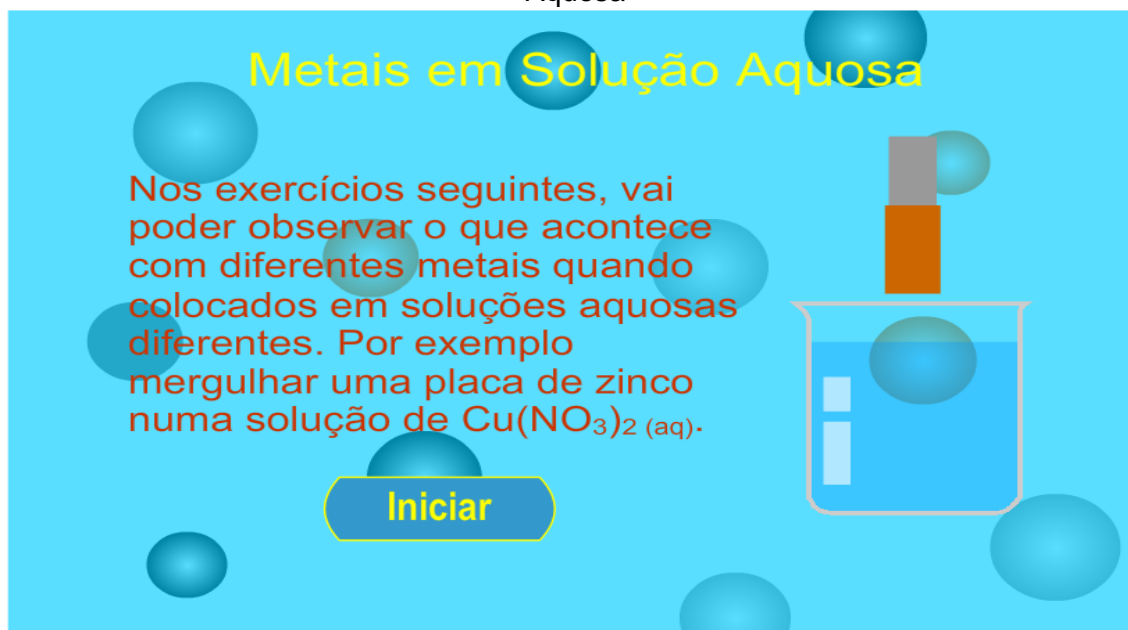 Aquosa
Metais em Solução Aquosa
Nos exercícios seguintes, vai
poder observar o que acontece
com diferentes metais quando
colocados em soluções aquosas
diferentes. Por exemplo
mergulhar uma placa de zinco
numa solução de Cu(NO₃)₂ (aq).
Iniciar